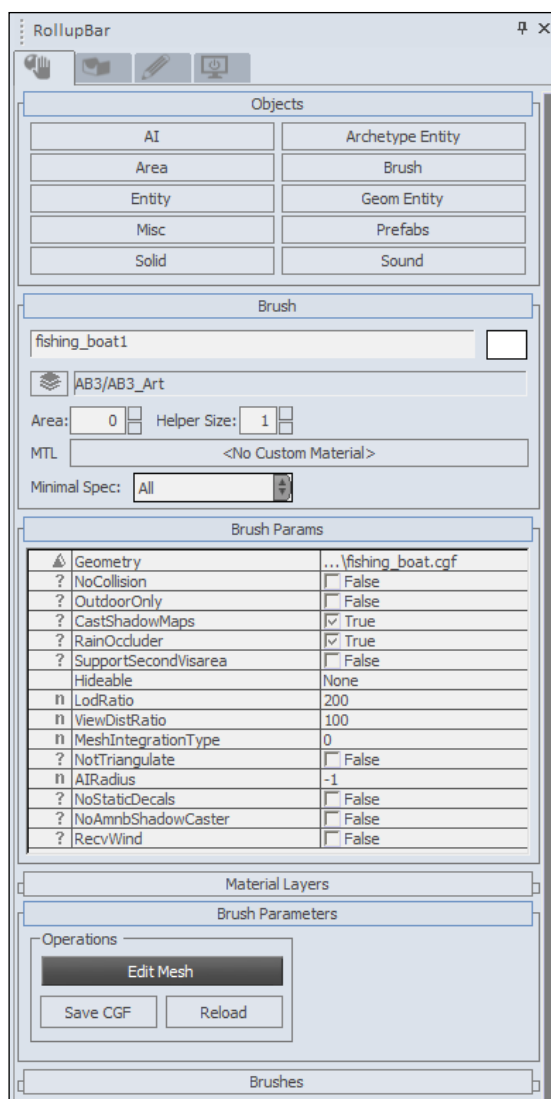 RollupBar
Objects
AI Archetype Entity
Area Brush
Entity Geom Entity
Misc Prefabs
Solid Sound
Brush
fishing_boat1
AB3/AB3_Art
Area: 0 Helper Size: 1
MTL <No Custom Material>
Minimal Spec: All
Brush Params
Geometry ...\fishing_boat.cgf
? NoCollision False
? OutdoorOnly False
? CastShadowMaps True
? RainOccluder True
? SupportSecondVisarea False
Hideable None
n LodRatio 200
n ViewDistRatio 100
n MeshIntegrationType 0
? NotTriangulate False
n AIRadius -1
? NoStaticDecals False
? NoAmnbShadowCaster False
? RecvWind False
Material Layers
Brush Parameters
Operations
Edit Mesh
Save CGF Reload
Brushes